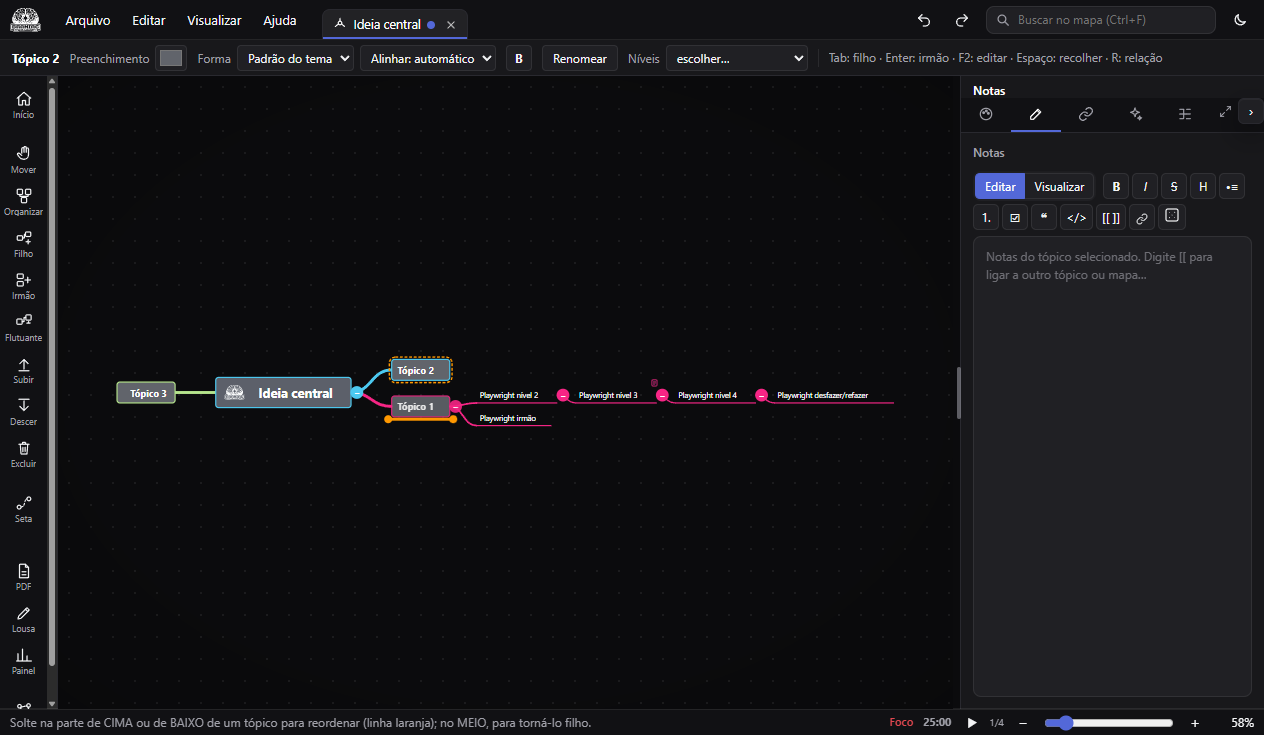 Arquivo Editar Visualizar Ajuda Ideia central Buscar no mapa (Ctrl+F)
Tópico 2 Preenchimento Forma Padrão do tema Alinhar: automático B Renomear Níveis escolher... Tab: filho · Enter: irmão · F2: editar · Espaço: recolher · R: relação
Início
Mover
Organizar
Filho
Irmão
Flutuante
Subir
Descer
Excluir
Seta
PDF
Lousa
Painel
Tópico 3
Ideia central
Tópico 2
Tópico 1
Playwright nível 2
Playwright nível 3
Playwright nível 4
Playwright desfazer/refazer
Playwright irmão
Notas
Notas
Editar Visualizar B I S H
1. ❝ </> [[ ]]
Notas do tópico selecionado. Digite [[ para
ligar a outro tópico ou mapa...
Solte na parte de CIMA ou de BAIXO de um tópico para reordenar (linha laranja); no MEIO, para torná-lo filho. Foco 25:00 1/4 − + 58%